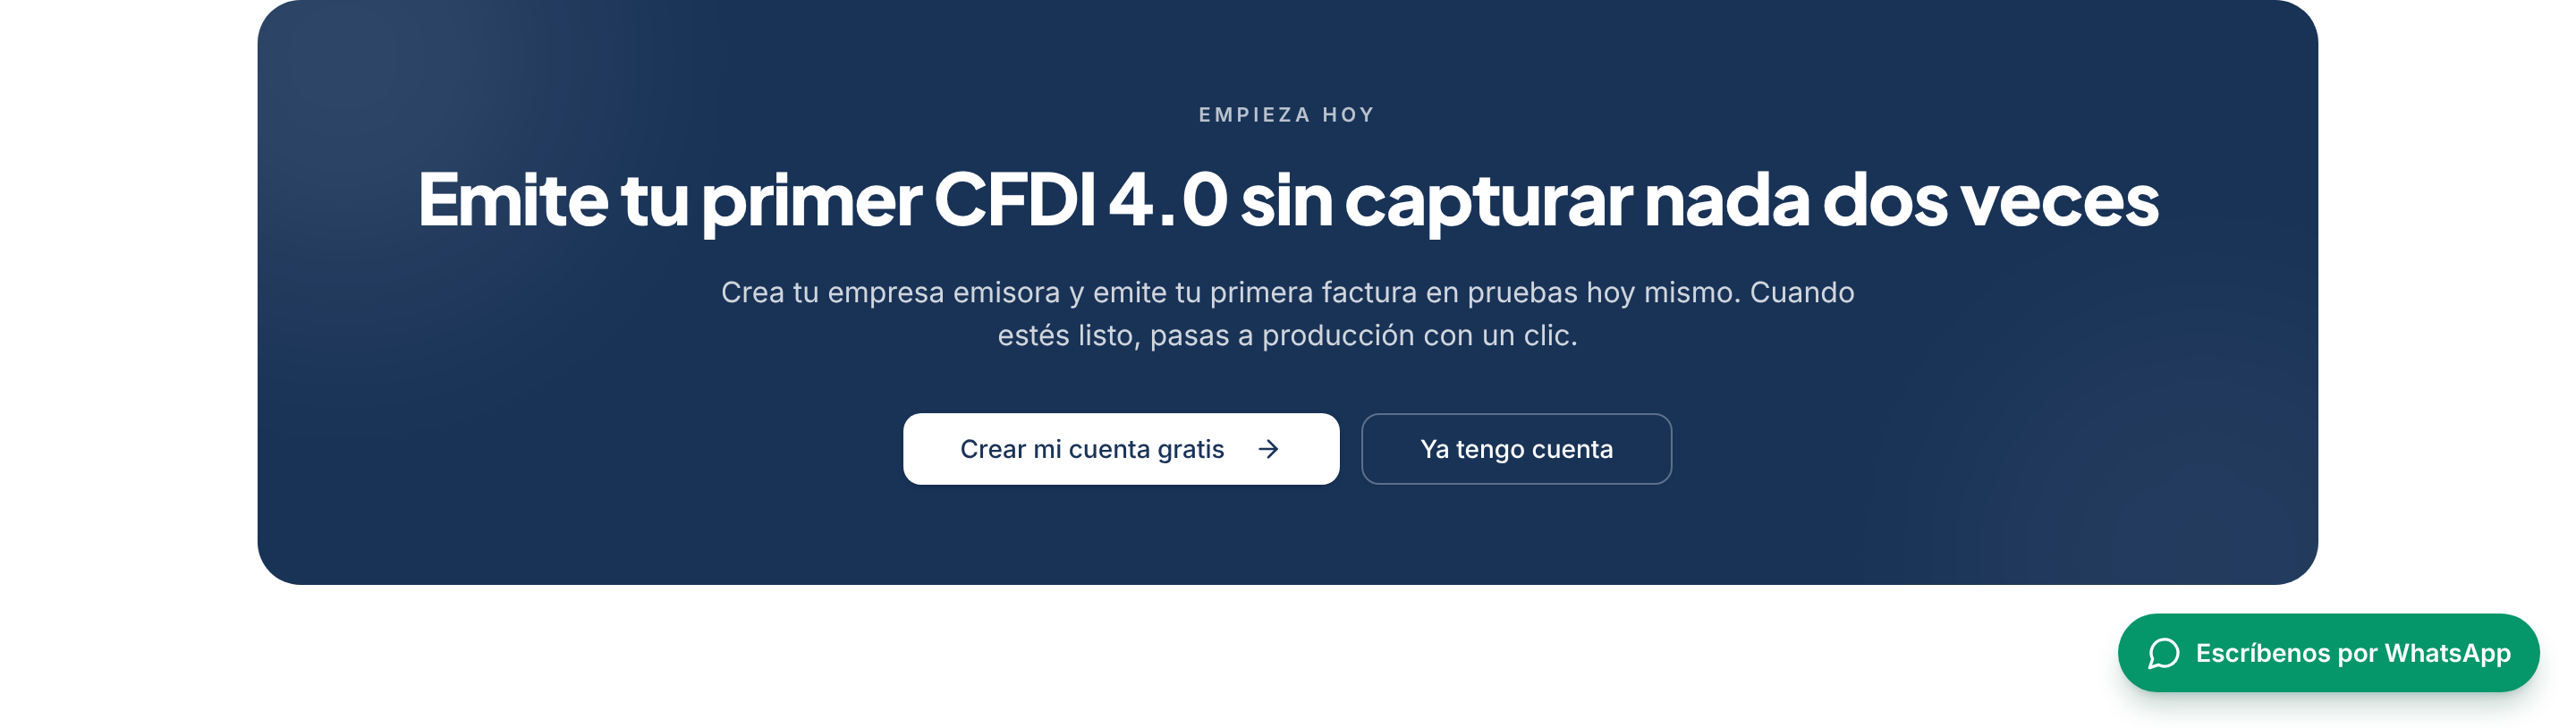 EMPIEZA HOY
Emite tu primer CFDI 4.0 sin capturar nada dos veces
Crea tu empresa emisora y emite tu primera factura en pruebas hoy mismo. Cuando
estés listo, pasas a producción con un clic.
Crear mi cuenta gratis →
Ya tengo cuenta
Escríbenos por WhatsApp